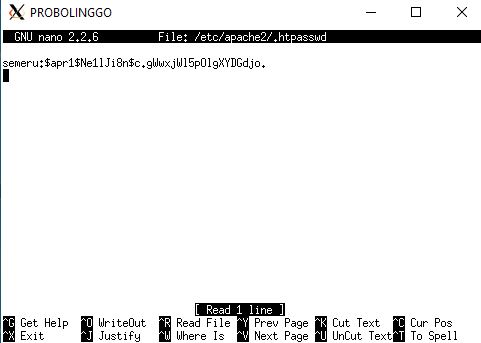 PROBOLINGGO
GNU nano 2.2.6 File: /etc/apache2/.htpasswd
semeru:$apr1$Ne1lJi8n$c.gWwxjWl5pOlgXYDGdjo.
[ Read 1 line ]
^G Get Help ^O WriteOut ^R Read File ^Y Prev Page ^K Cut Text ^C Cur Pos
^X Exit ^J Justify ^W Where Is ^V Next Page ^U UnCut Text ^T To Spell